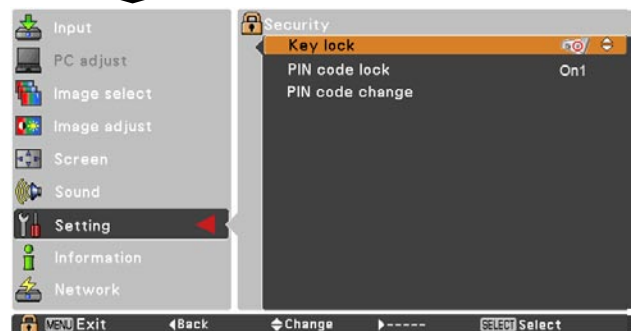 Input
PC adjust
Image select
Image adjust
Screen
Sound
Setting
Information
Network
Security
Key lock
PIN code lock On1
PIN code change
MENU Exit Back Change ----- SELECT Select